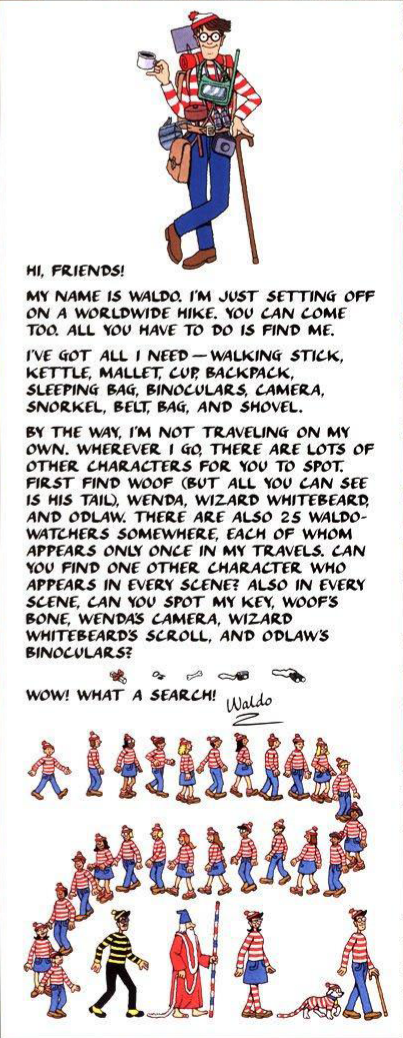 HI, FRIENDS!
MY NAME IS WALDO. I'M JUST SETTING OFF
ON A WORLDWIDE HIKE. YOU CAN COME
TOO. ALL YOU HAVE TO DO IS FIND ME.
I'VE GOT ALL I NEED—WALKING STICK,
KETTLE, MALLET, CUP, BACKPACK,
SLEEPING BAG, BINOCULARS, CAMERA,
SNORKEL, BELT, BAG, AND SHOVEL.
BY THE WAY, I'M NOT TRAVELING ON MY
OWN. WHEREVER I GO, THERE ARE LOTS OF
OTHER CHARACTERS FOR YOU TO SPOT.
FIRST FIND WOOF (BUT ALL YOU CAN SEE
IS HIS TAIL), WENDA, WIZARD WHITEBEARD,
AND ODLAW. THERE ARE ALSO 25 WALDO-
WATCHERS SOMEWHERE, EACH OF WHOM
APPEARS ONLY ONCE IN MY TRAVELS. CAN
YOU FIND ONE OTHER CHARACTER WHO
APPEARS IN EVERY SCENE? ALSO IN EVERY
SCENE, CAN YOU SPOT MY KEY, WOOF'S
BONE, WENDA'S CAMERA, WIZARD
WHITEBEARD'S SCROLL, AND ODLAW'S
BINOCULARS?
WOW! WHAT A SEARCH!
Waldo